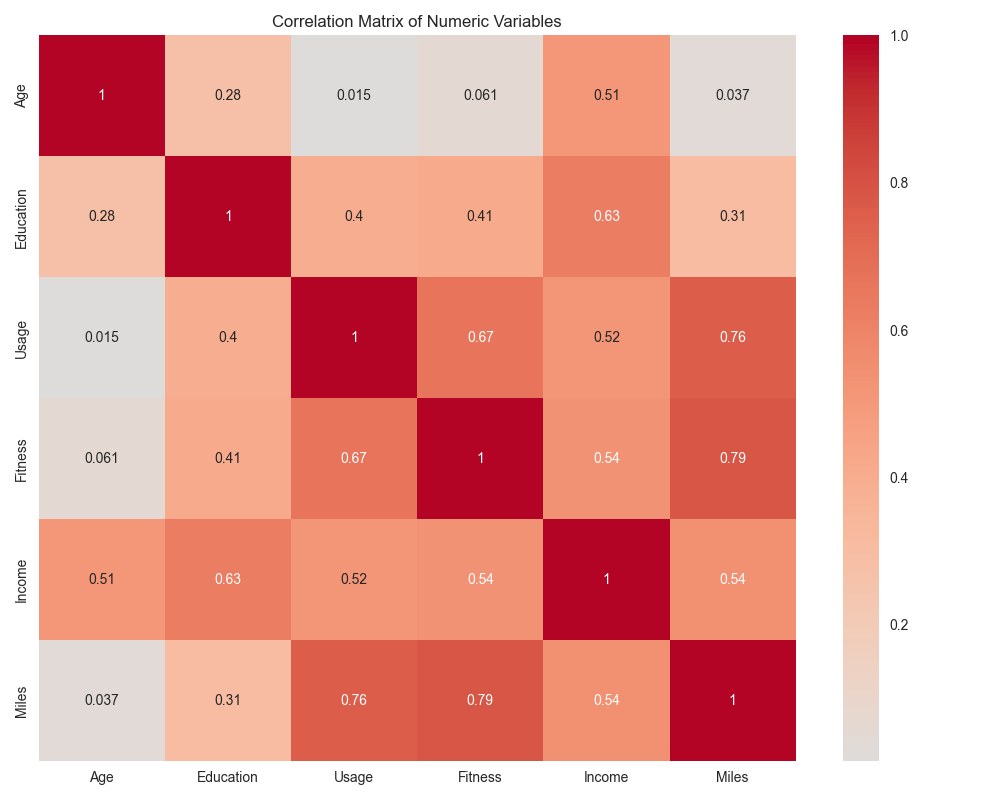 Correlation Matrix of Numeric Variables
Age 1 0.28 0.015 0.061 0.51 0.037
Education 0.28 1 0.4 0.41 0.63 0.31
Usage 0.015 0.4 1 0.67 0.52 0.76
Fitness 0.061 0.41 0.67 1 0.54 0.79
Income 0.51 0.63 0.52 0.54 1 0.54
Miles 0.037 0.31 0.76 0.79 0.54 1
Age Education Usage Fitness Income Miles
1.0
0.8
0.6
0.4
0.2